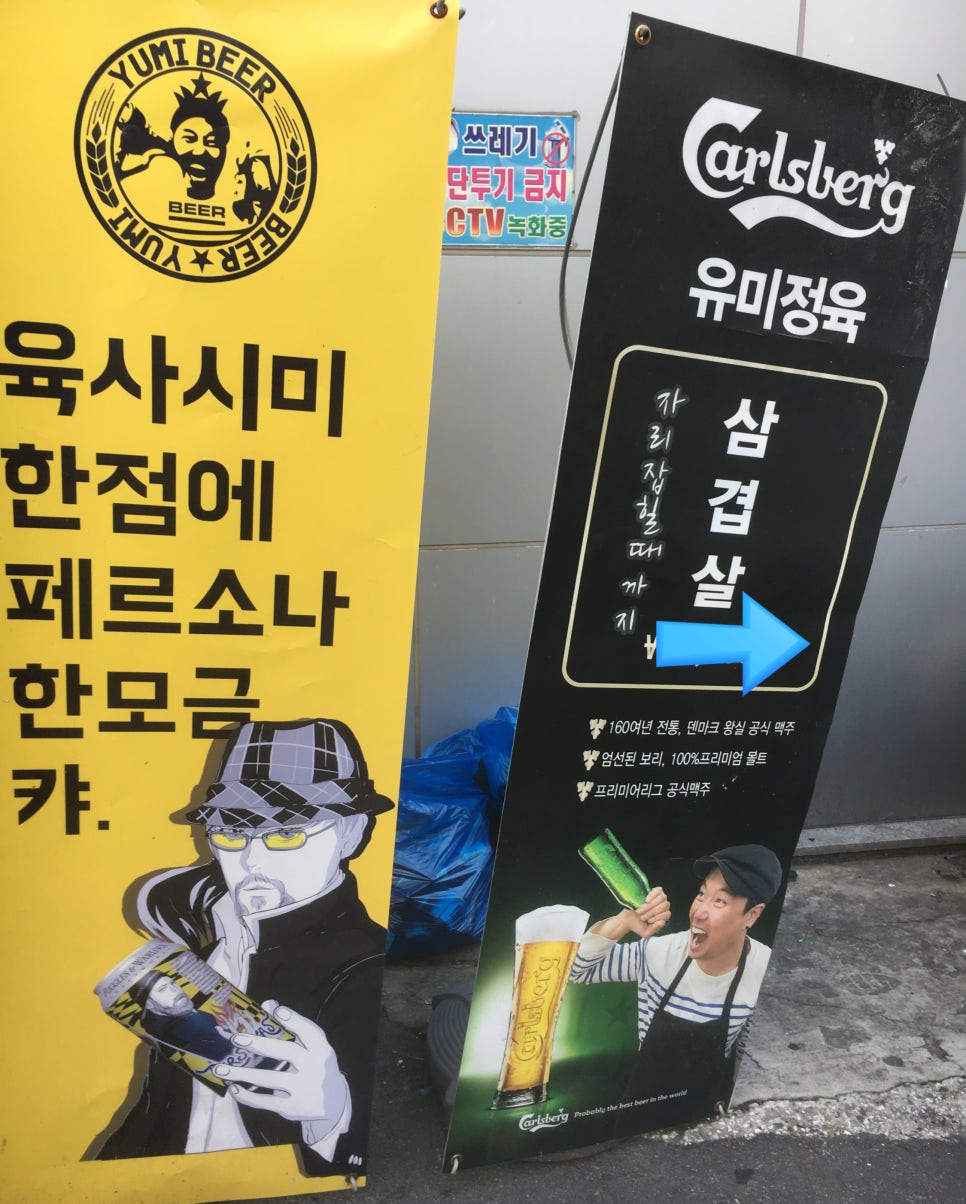 YUMI BEER
BEER
BEER ★ YUMI
육사시미
한점에
페르소나
한모금
캬.
쓰레기
단투기 금지
CTV 녹화중
Carlsberg
유미정육
삼겹살
자리잡힐때까지
160여년 전통, 덴마크 왕실 공식 맥주
엄선된 보리, 100%프리미엄 몰트
프리미어리그 공식맥주
Carlsberg
Carlsberg Probably the best beer in the world